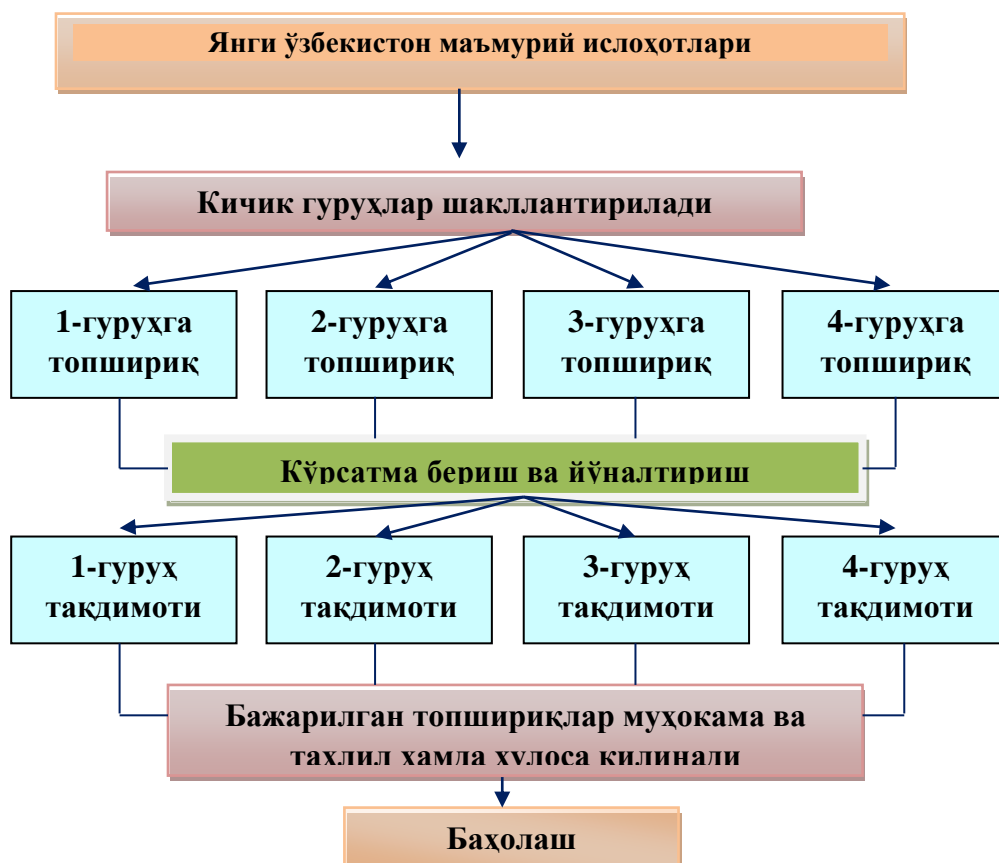 Янги ўзбекистон маъмурий ислоҳотлари
Кичик гуруҳлар шакллантирилади
1-гуруҳга
топшириқ
2-гуруҳга
топшириқ
3-гуруҳга
топшириқ
4-гуруҳга
топшириқ
Кўрсатма бериш ва йўналтириш
1-гуруҳ
тақдимоти
2-гуруҳ
тақдимоти
3-гуруҳ
тақдимоти
4-гуруҳ
тақдимоти
Бажарилган топшириқлар муҳокама ва
таҳлил ҳамда хулоса қилинади
Баҳолаш